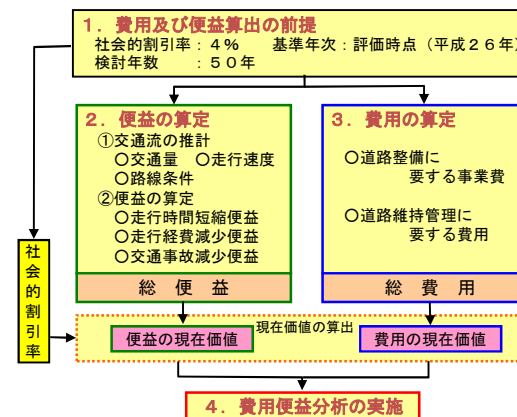 １．費用及び便益算出の前提
社会的割引率：４％　　基準年次：評価時点（平成２６年）
検討年数　　：５０年
２．便益の算定
①交通流の推計
○交通量　○走行速度
○路線条件
②便益の算定
○走行時間短縮便益
○走行経費減少便益
○交通事故減少便益
総　便　益
３．費用の算定
○道路整備に
要する事業費
○道路維持管理に
要する費用
総　費　用
社会的割引率
現在価値の算出
便益の現在価値
費用の現在価値
４．費用便益分析の実施